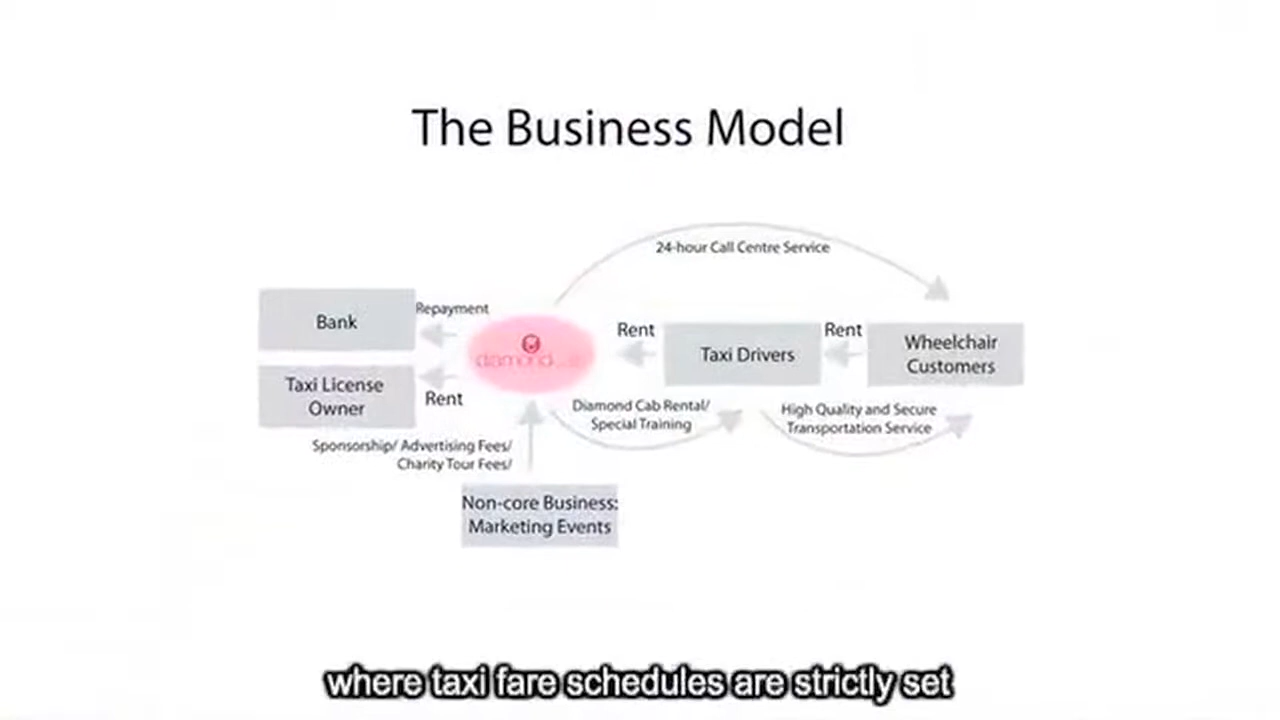 The Business Model
24-hour Call Centre Service
Bank
Repayment
Taxi License
Owner
Rent
diamond
Rent
Taxi Drivers
Rent
Wheelchair
Customers
Diamond Cab Rental/
Special Training
High Quality and Secure
Transportation Service
Sponsorship/ Advertising Fees/
Charity Tour Fees/
Non-core Business:
Marketing Events
where taxi fare schedules are strictly set